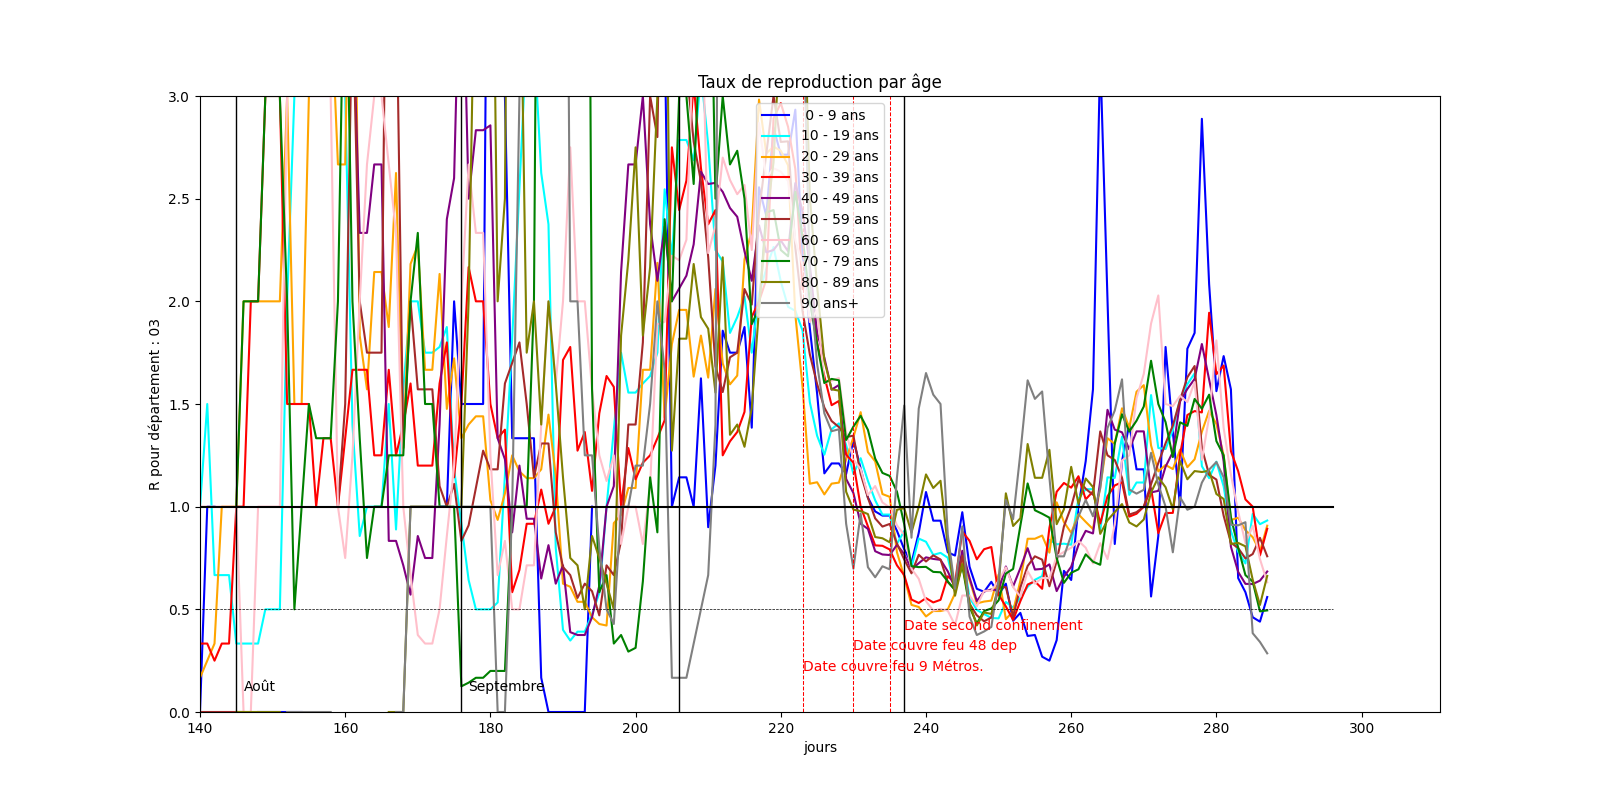 Taux de reproduction par âge
R pour département : 03
3.0
2.5
2.0
1.5
1.0
0.5
0.0
0 - 9 ans
10 - 19 ans
20 - 29 ans
30 - 39 ans
40 - 49 ans
50 - 59 ans
60 - 69 ans
70 - 79 ans
80 - 89 ans
90 ans+
Date second confinement
Date couvre feu 48 dep
Date couvre feu 9 Métros.
Août
Septembre
140 160 180 200 220 240 260 280 300
jours